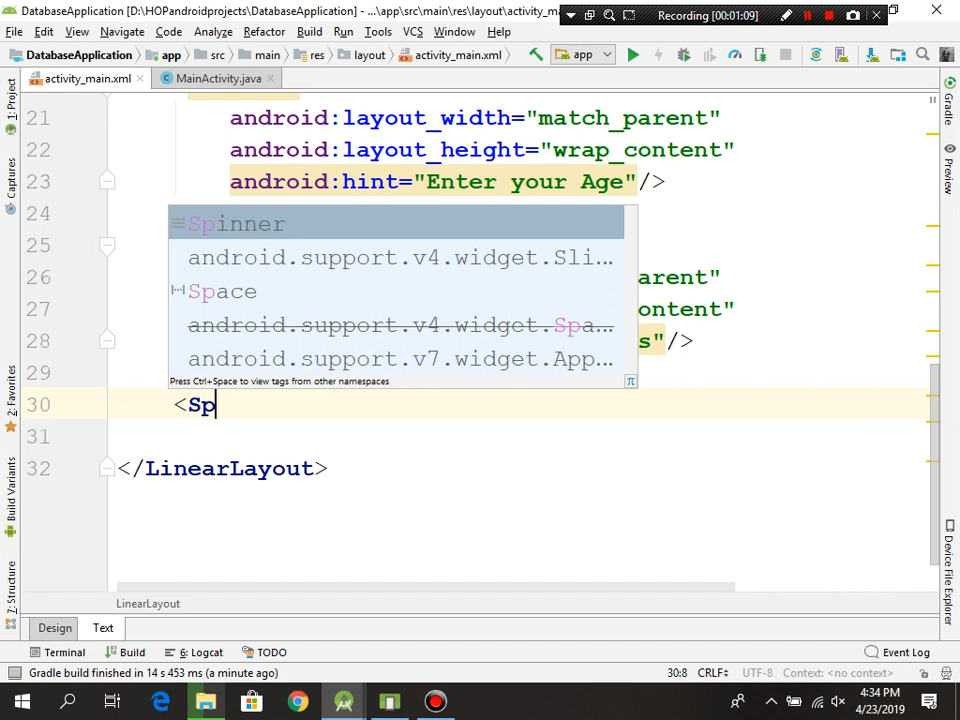 DatabaseApplication [D:\HOPandroidprojects\DatabaseApplication] - ...\app\src\main\res\layout\activity_ma
Recording [00:01:09]
File Edit View Navigate Code Analyze Refactor Build Run Tools VCS Window Help
DatabaseApplication app src main res layout activity_main.xml app
activity_main.xml MainActivity.java
1: Project
Captures
2: Favorites
Build Variants
7: Structure
21 android:layout_width="match_parent"
22 android:layout_height="wrap_content"
23 android:hint="Enter your Age"/>
24 Spinner
25 android.support.v4.widget.Sli...
26 arent"
Space
27 ontent"
android.support.v4.widget.Spa...
28 s"/>
android.support.v7.widget.App...
29
Press Ctrl+Space to view tags from other namespaces π
30 <Sp
31
32 </LinearLayout>
LinearLayout
Gradle
Preview
Device File Explorer
Design Text
Terminal Build 6: Logcat TODO Event Log
Gradle build finished in 14 s 453 ms (a minute ago) 30:8 CRLF UTF-8 Context: <no context>
4:34 PM
4/23/2019